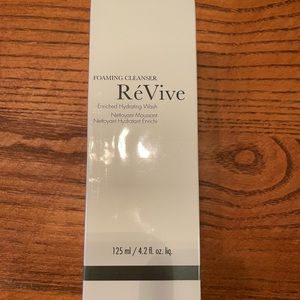 FOAMING CLEANSER
RéVive
Enriched Hydrating Wash
Nettoyant Moussant
Nettoyant Hydratant Enrichi
125 ml / 4.2 fl. oz. liq.